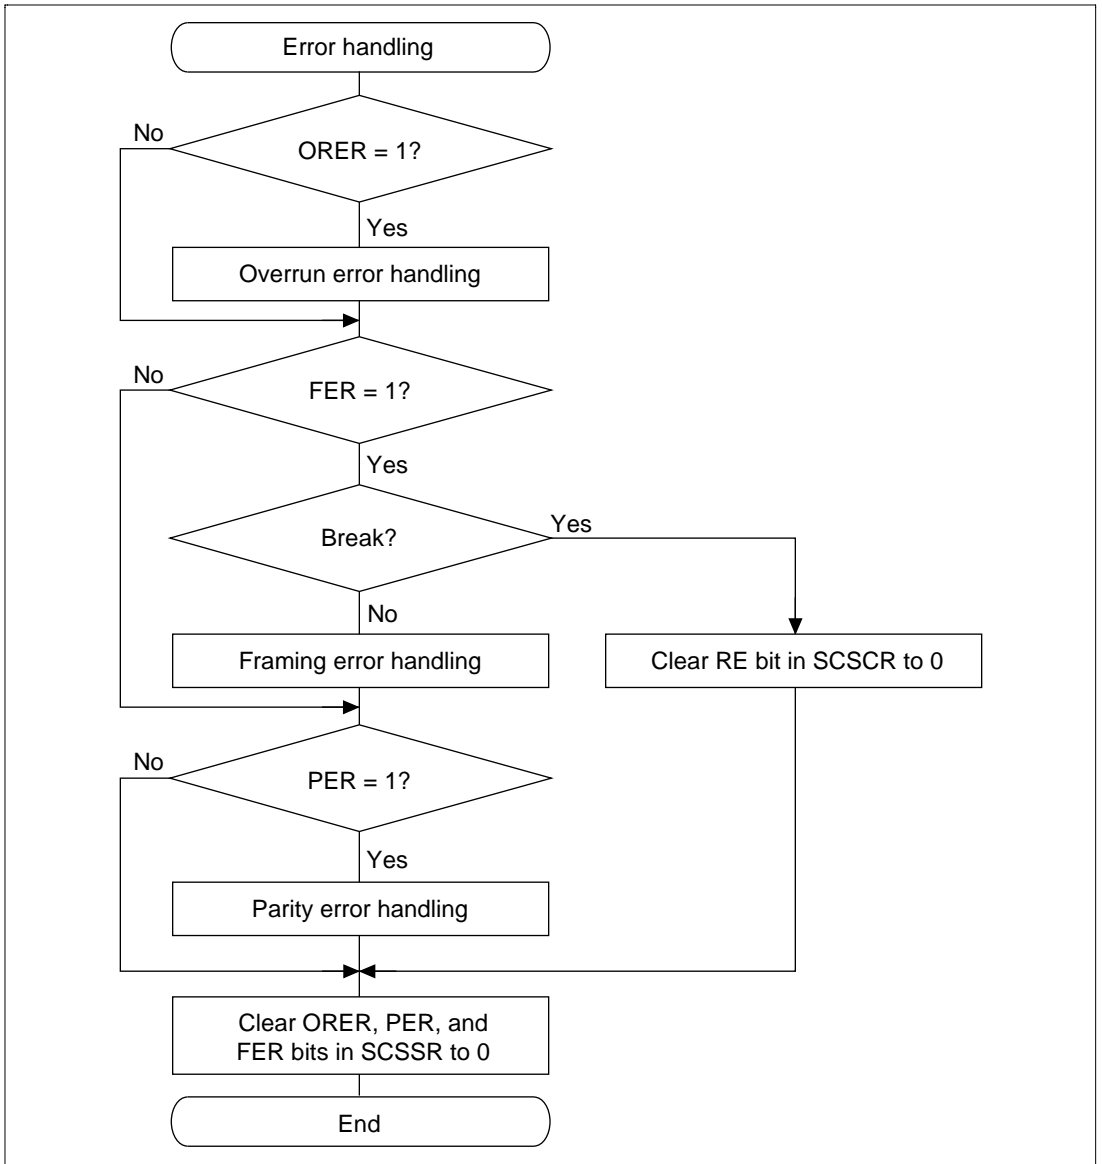 Error handling
No
ORER = 1?
Yes
Overrun error handling
No
FER = 1?
Yes
Break?
Yes
No
Framing error handling
Clear RE bit in SCSCR to 0
No
PER = 1?
Yes
Parity error handling
Clear ORER, PER, and
FER bits in SCSSR to 0
End